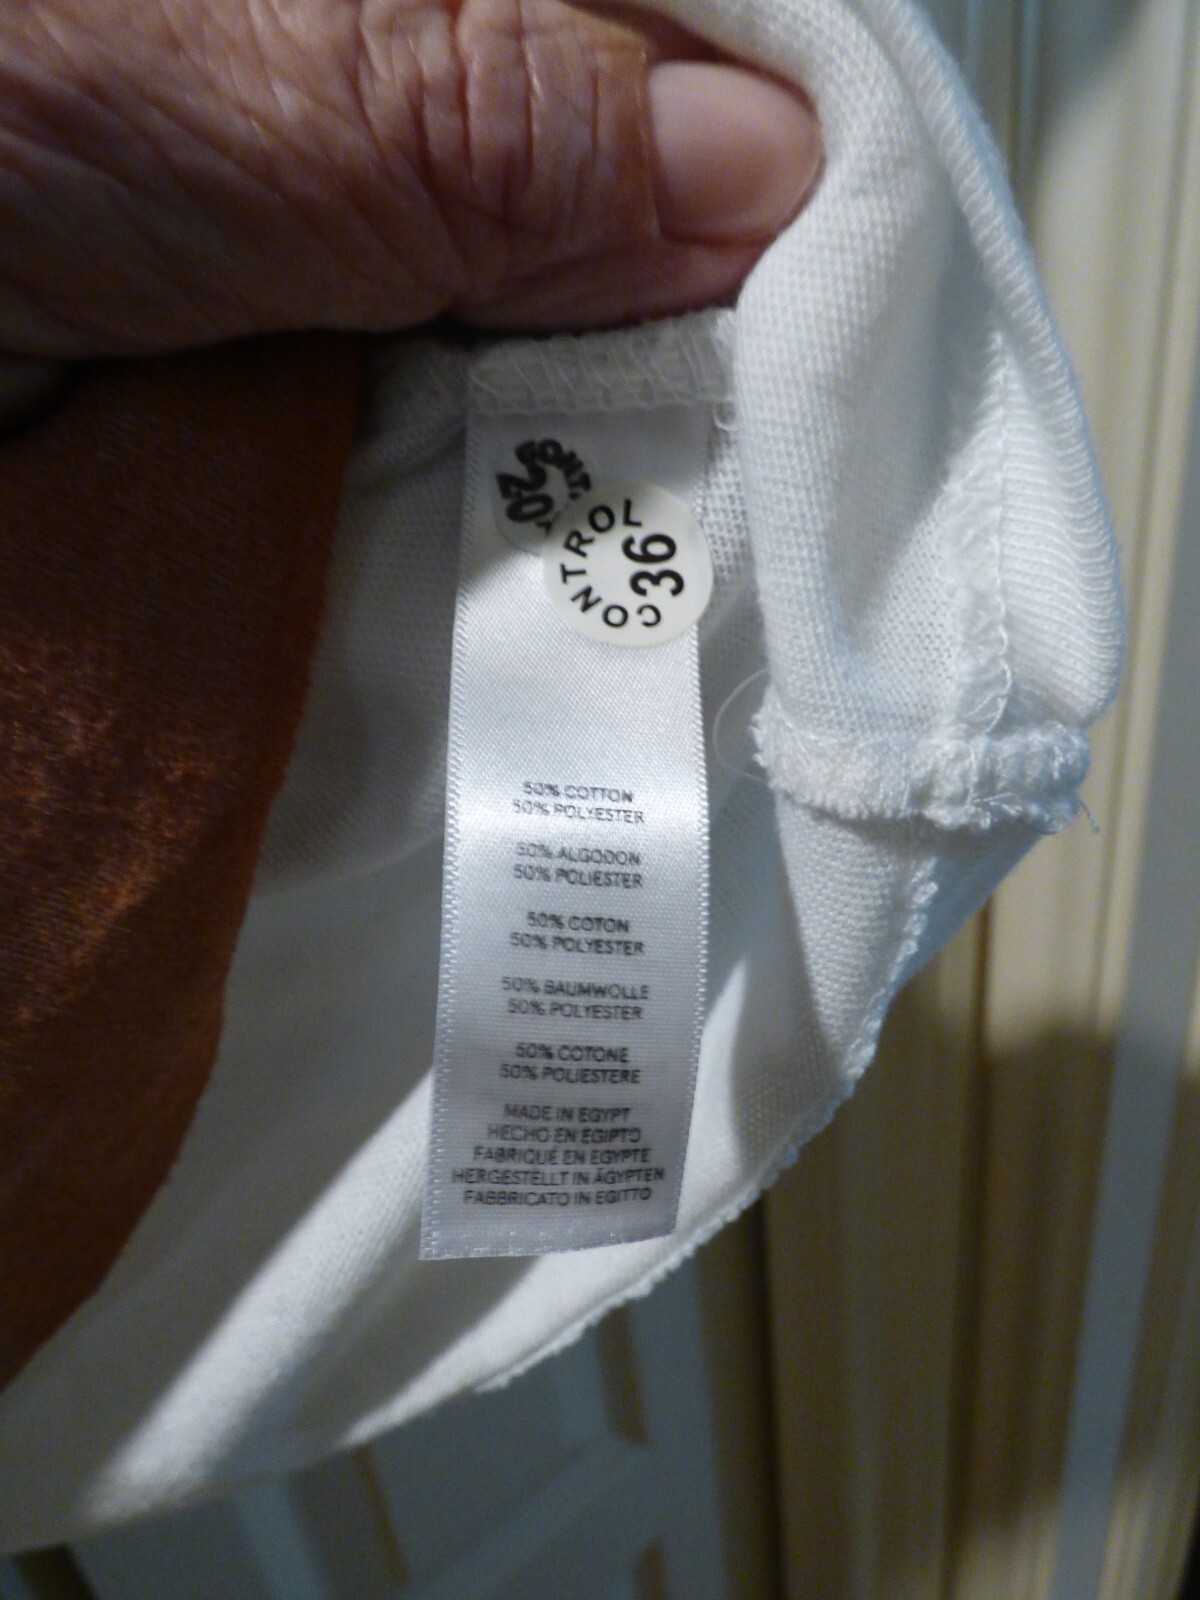 CONTROL
36
50% COTTON
50% POLYESTER
50% ALGODON
50% POLIESTER
50% COTON
50% POLYESTER
50% BAUMWOLLE
50% POLYESTER
50% COTONE
50% POLIESTERE
MADE IN EGYPT
HECHO EN EGIPTO
FABRIQUÉ EN EGYPTE
HERGESTELLT IN ÄGYPTEN
FABBRICATO IN EGITTO